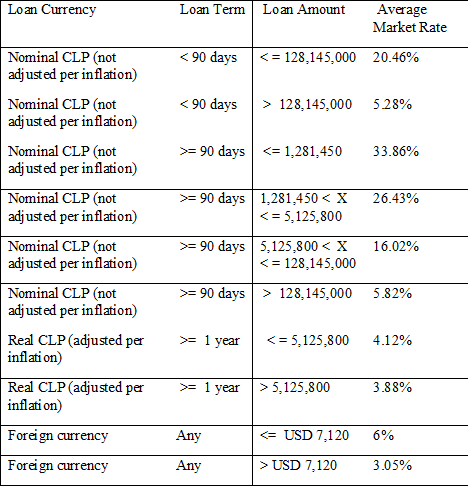 Loan Currency Loan Term Loan Amount Average
Market Rate
Nominal CLP (not < 90 days < = 128,145,000 20.46%
adjusted per inflation)
Nominal CLP (not < 90 days > 128,145,000 5.28%
adjusted per inflation)
Nominal CLP (not >= 90 days <= 1,281,450 33.86%
adjusted per inflation)
Nominal CLP (not >= 90 days 1,281,450 < X 26.43%
adjusted per inflation) < = 5,125,800
Nominal CLP (not >= 90 days 5,125,800 < X 16.02%
adjusted per inflation) < = 128,145,000
Nominal CLP (not >= 90 days > 128,145,000 5.82%
adjusted per inflation)
Real CLP (adjusted per >= 1 year < = 5,125,800 4.12%
inflation)
Real CLP (adjusted per >= 1 year > 5,125,800 3.88%
inflation)
Foreign currency Any <= USD 7,120 6%
Foreign currency Any > USD 7,120 3.05%